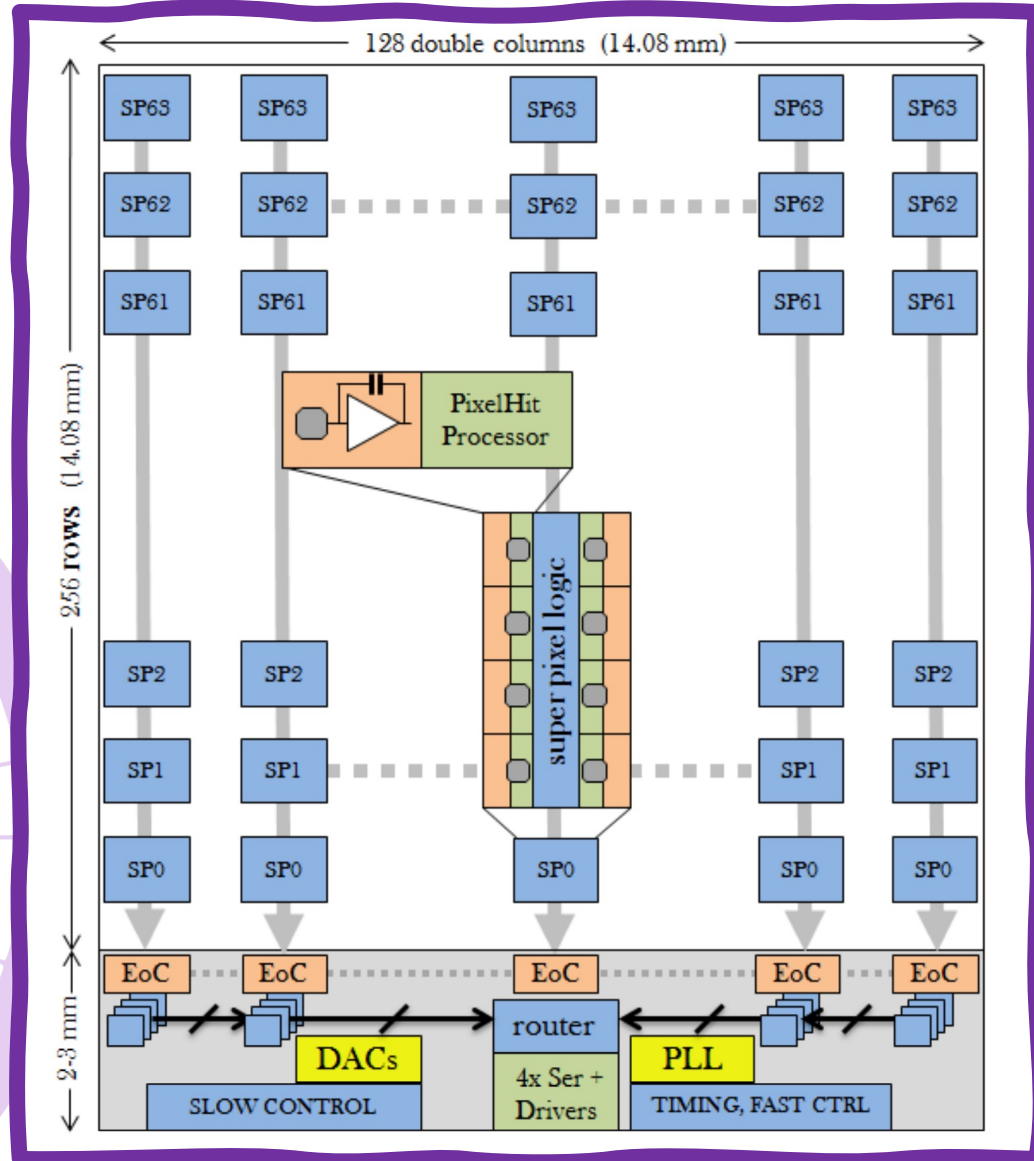 128 double columns (14.08 mm)
256 rows (14.08 mm)
SP63 SP63 SP63 SP63 SP63
SP62 SP62 SP62 SP62 SP62
SP61 SP61 SP61 SP61 SP61
PixelHit
Processor
super pixel logic
SP2 SP2 SP2 SP2
SP1 SP1 SP1 SP1
SP0 SP0 SP0 SP0 SP0
2-3 mm
EoC EoC EoC EoC EoC
router
DACs
PLL
4x Ser +
Drivers
SLOW CONTROL
TIMING, FAST CTRL